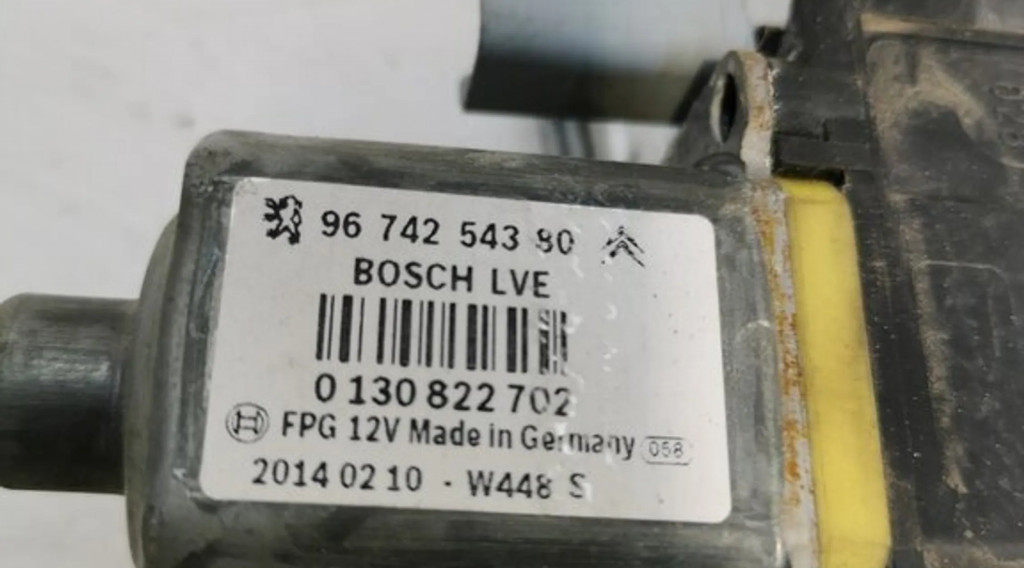 96 742 543 80
BOSCH LVE
0 130 822 702
FPG 12V Made in Germany 058
2014 02 10 - W448 S